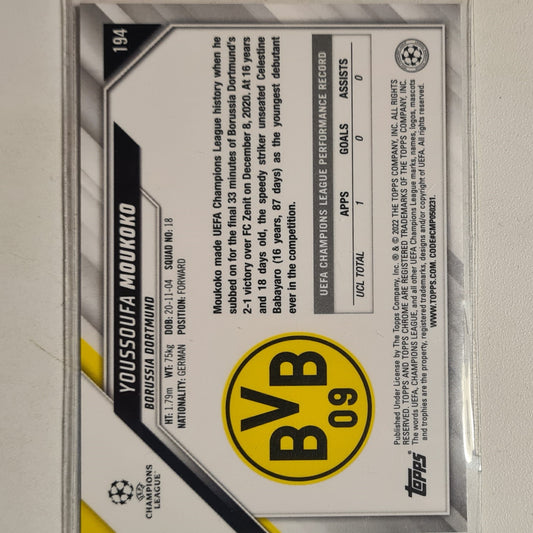 194
YOUSSOUFA MOUKOKO
BORUSSIA DORTMUND
HT: 1.79m WT: 75kg DOB: 20-11-04 SQUAD NO: 18
NATIONALITY: GERMAN POSITION: FORWARD
UEFA
CHAMPIONS
LEAGUE
Moukoko made UEFA Champions League history when he
subbed on for the final 33 minutes of Borussia Dortmund's
2-1 victory over FC Zenit on December 8, 2020. At 16 years
and 18 days old, the speedy striker unseated Celestine
Babayaro (16 years, 87 days) as the youngest debutant
ever in the competition.
BVB
09
UEFA CHAMPIONS LEAGUE PERFORMANCE RECORD
APPS GOALS ASSISTS
UCL TOTAL 1 0 0
topps
Published Under License by The Topps Company, Inc. ® & © 2022 THE TOPPS COMPANY, INC. ALL RIGHTS
RESERVED. TOPPS AND TOPPS CHROME ARE REGISTERED TRADEMARKS OF THE TOPPS COMPANY, INC.
The words UEFA, CHAMPIONS LEAGUE, and all other UEFA Champions League marks, names, logos, mascots
and trophies are the property, registered trademarks, designs and/or copyright of UEFA. All rights reserved.
WWW.TOPPS.COM. CODE#CMP050231.